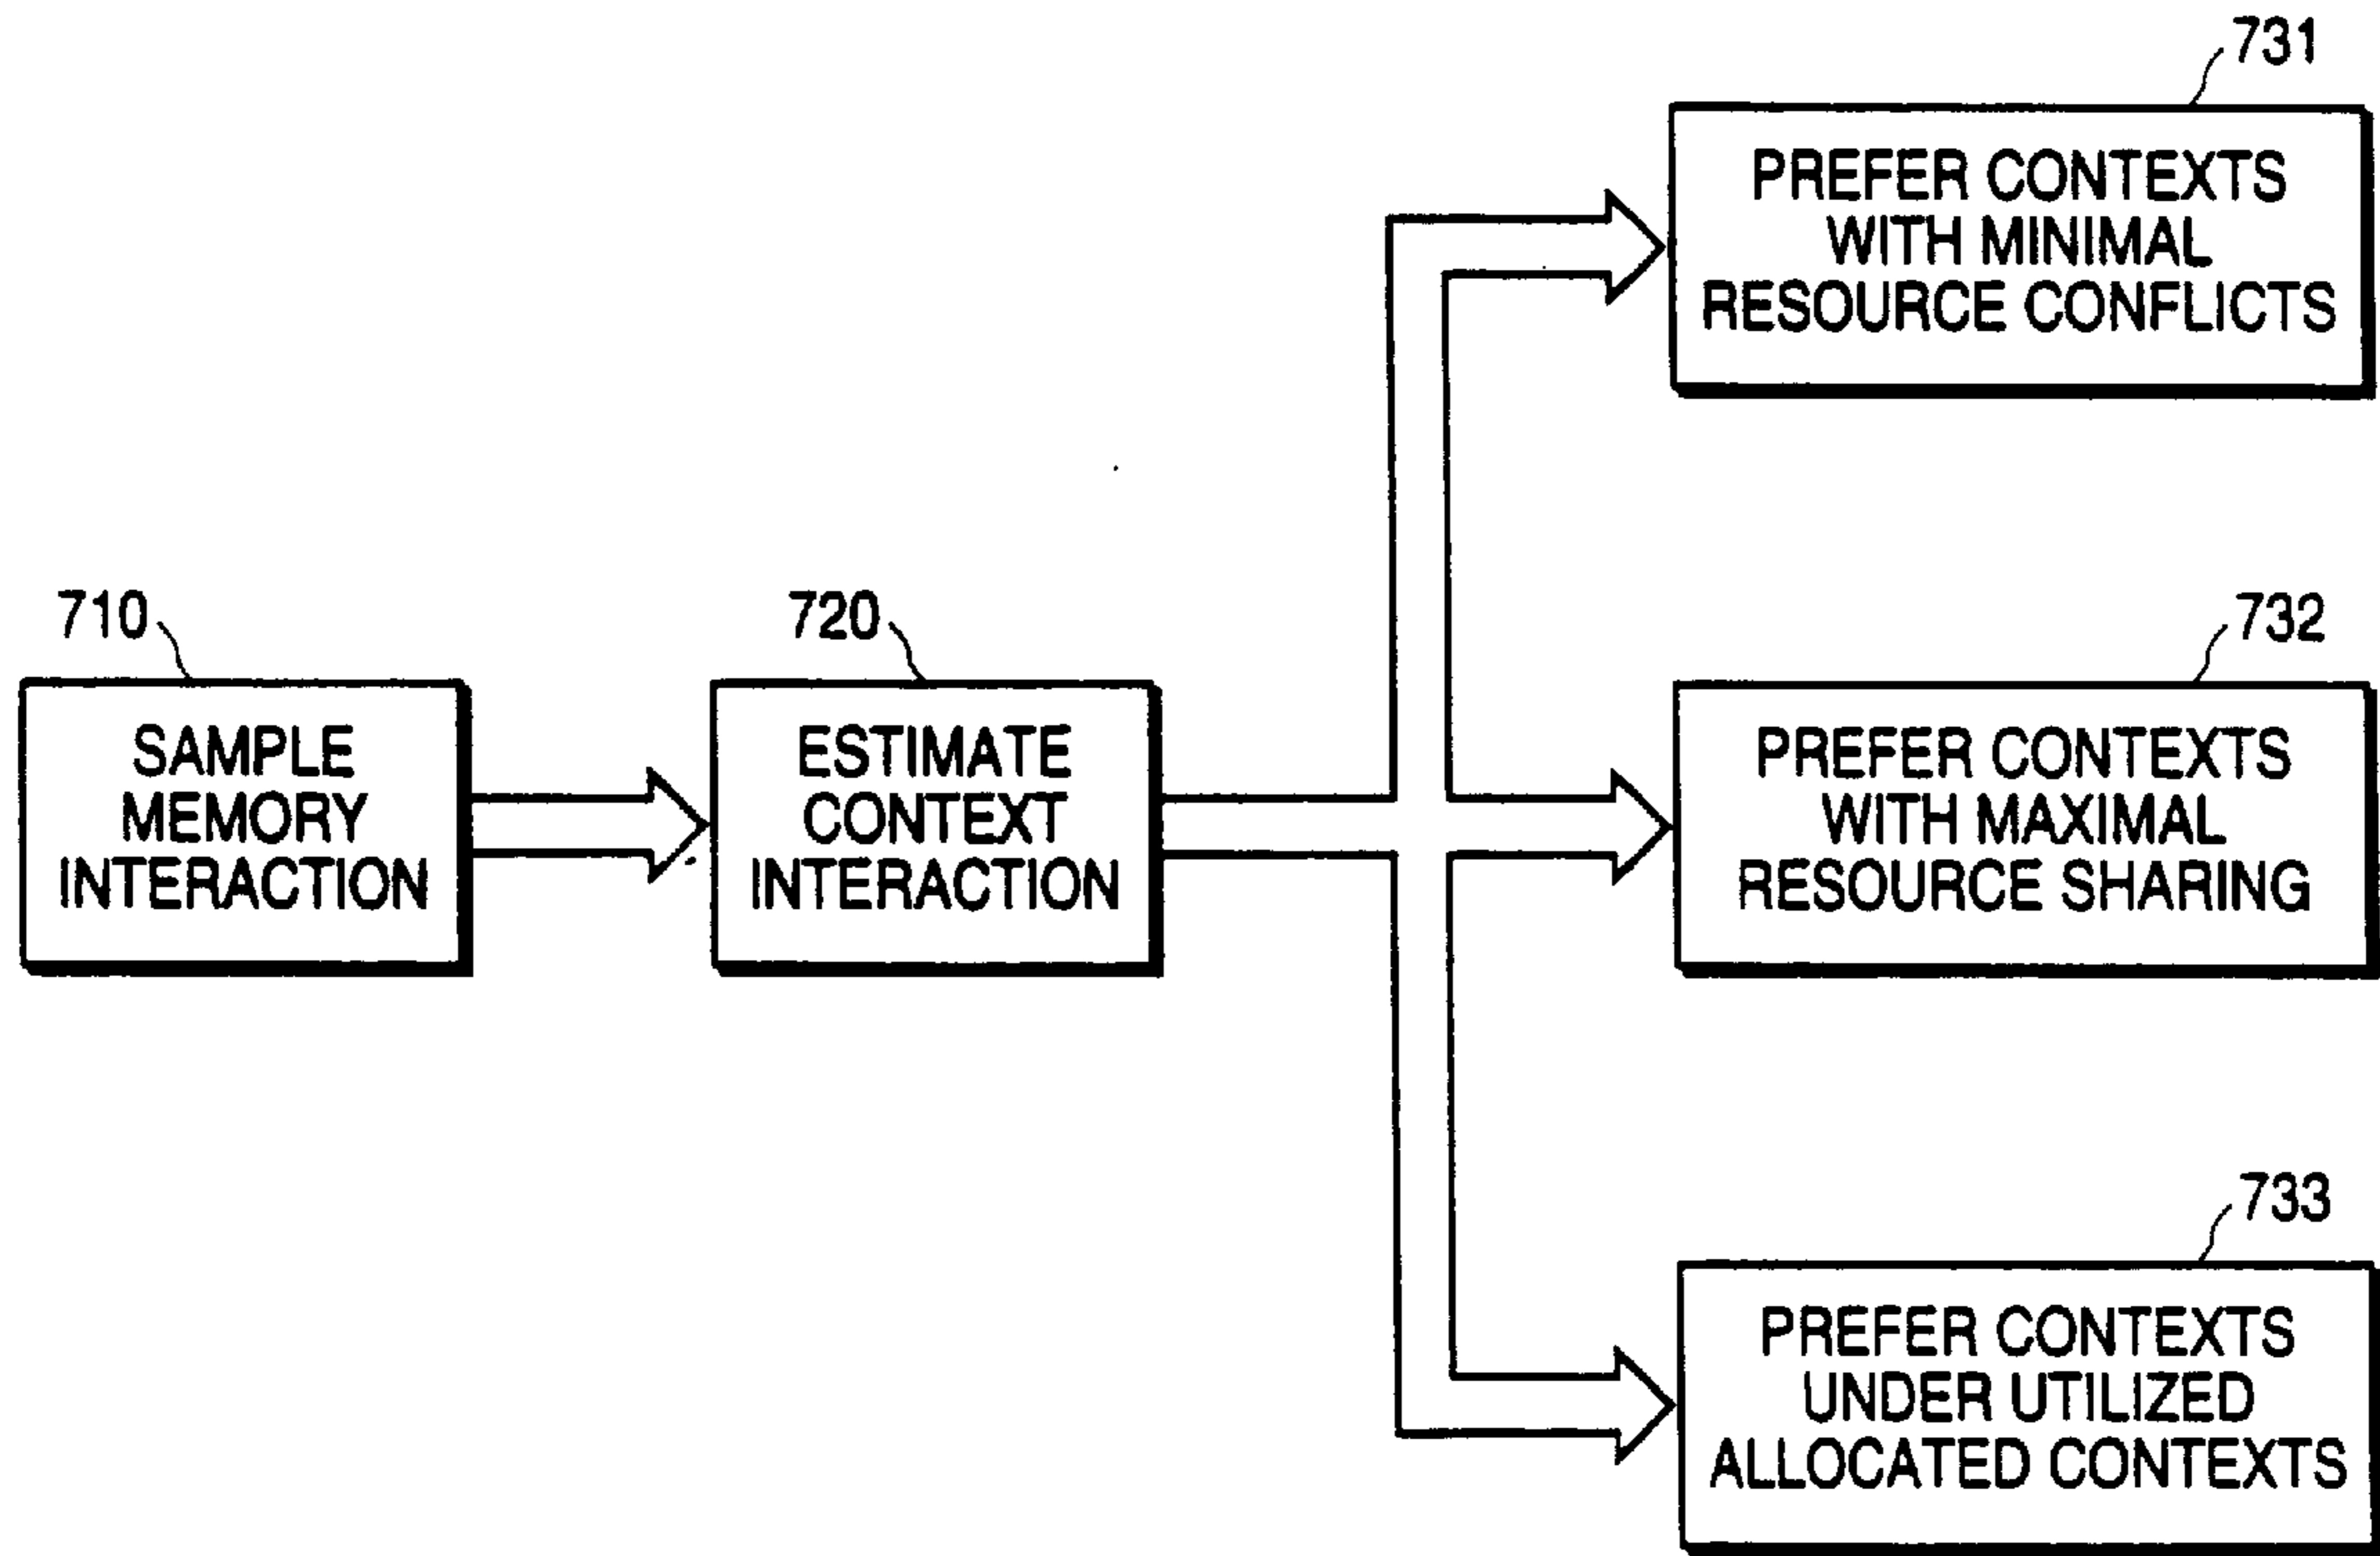 731
PREFER CONTEXTS
WITH MINIMAL
RESOURCE CONFLICTS
710
SAMPLE
MEMORY
INTERACTION
720
ESTIMATE
CONTEXT
INTERACTION
732
PREFER CONTEXTS
WITH MAXIMAL
RESOURCE SHARING
733
PREFER CONTEXTS
UNDER UTILIZED
ALLOCATED CONTEXTS